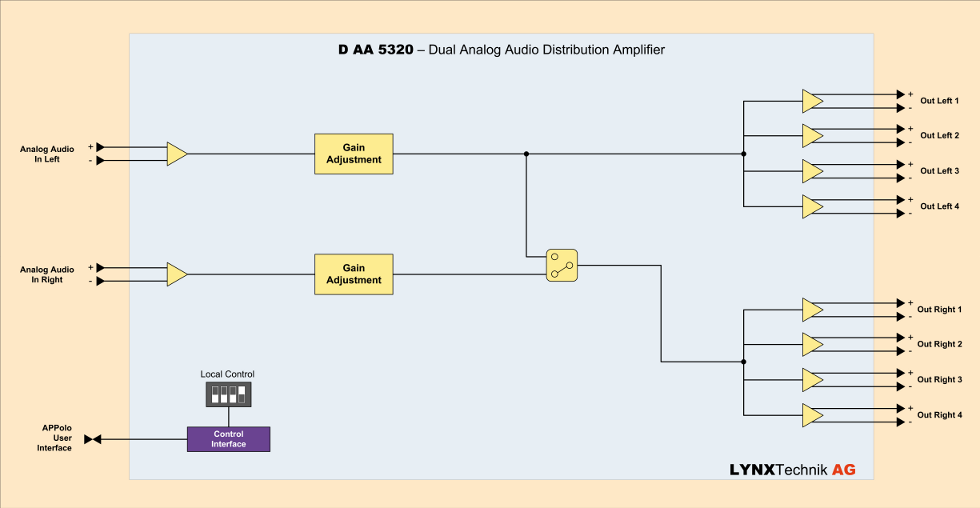 D AA 5320 – Dual Analog Audio Distribution Amplifier
Analog Audio
In Left
+
-
Gain
Adjustment
+
-
Out Left 1
+
-
Out Left 2
+
-
Out Left 3
+
-
Out Left 4
Analog Audio
In Right
+
-
Gain
Adjustment
+
-
Out Right 1
+
-
Out Right 2
+
-
Out Right 3
+
-
Out Right 4
Local Control
APPolo
User
Interface
Control
Interface
LYNXTechnik AG